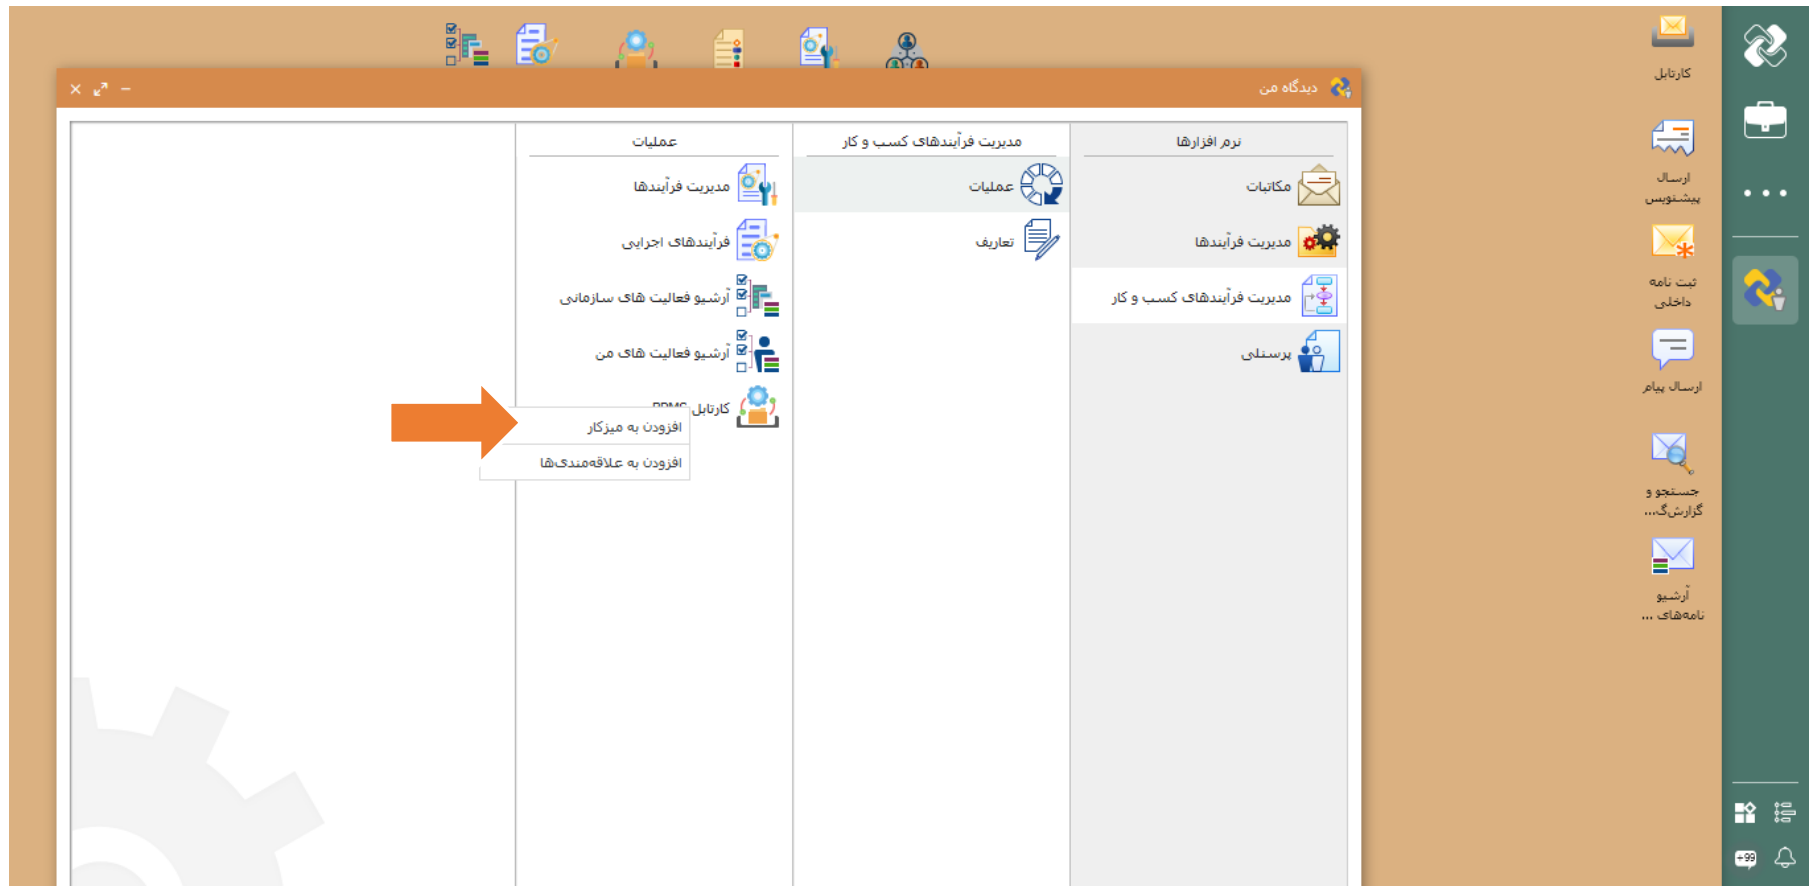 کارتابل
ارسال
پیشنویس
ثبت نامه
داخلی
ارسال پیام
جستجو و
گزارش‌گ...
آرشیو
نامه‌های ...
+99
دیدگاه من
نرم افزارها
مکاتبات
مدیریت فرآیندها
مدیریت فرآیندهای کسب و کار
پرسنلی
مدیریت فرآیندهای کسب و کار
عملیات
تعاریف
عملیات
مدیریت فرآیندها
فرآیندهای اجرایی
آرشیو فعالیت های سازمانی
آرشیو فعالیت های من
کارتابل BPMS
افزودن به میزکار
افزودن به علاقه‌مندی‌ها